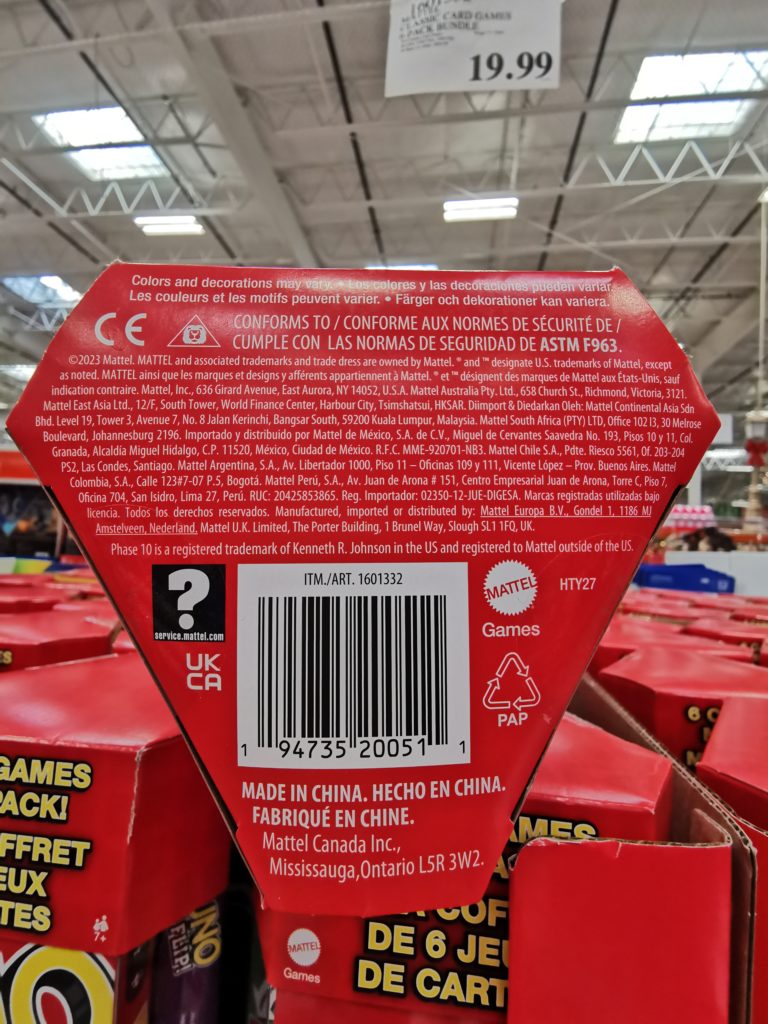 CLASSIC CARD GAMES
6 PACK BUNDLE
19.99
Colors and decorations may vary. • Los colores y las decoraciones pueden variar.
Les couleurs et les motifs peuvent varier. • Färger och dekorationer kan variera.
CE
CONFORMS TO / CONFORME AUX NORMES DE SÉCURITÉ DE /
CUMPLE CON LAS NORMAS DE SEGURIDAD DE ASTM F963.
©2023 Mattel. MATTEL and associated trademarks and trade dress are owned by Mattel. ® and ™ designate U.S. trademarks of Mattel, except
as noted. MATTEL ainsi que les marques et designs y afférents appartiennent à Mattel. ® et ™ désignent des marques de Mattel aux États-Unis, sauf
indication contraire. Mattel, Inc., 636 Girard Avenue, East Aurora, NY 14052, U.S.A. Mattel Australia Pty. Ltd., 658 Church St., Richmond, Victoria, 3121.
Mattel East Asia Ltd., 12/F, South Tower, World Finance Center, Harbour City, Tsimshatsui, HKSAR. Diimport & Diedarkan Oleh: Mattel Continental Asia Sdn
Bhd. Level 19, Tower 3, Avenue 7, No. 8 Jalan Kerinchi, Bangsar South, 59200 Kuala Lumpur, Malaysia. Mattel South Africa (PTY) LTD, Office 102 I3, 30 Melrose
Boulevard, Johannesburg 2196. Importado y distribuido por Mattel de México, S.A. de C.V., Miguel de Cervantes Saavedra No. 193, Pisos 10 y 11, Col.
Granada, Alcaldía Miguel Hidalgo, C.P. 11520, México, Ciudad de México. R.F.C. MME-920701-NB3. Mattel Chile S.A., Pdte. Riesco 5561, Of. 203-204
PS2, Las Condes, Santiago. Mattel Argentina, S.A., Av. Libertador 1000, Piso 11 – Oficinas 109 y 111, Vicente López – Prov. Buenos Aires. Mattel
Colombia, S.A., Calle 123#7-07 P.5, Bogotá. Mattel Perú, S.A., Av. Juan de Arona # 151, Centro Empresarial Juan de Arona, Torre C, Piso 7,
Oficina 704, San Isidro, Lima 27, Perú. RUC: 20425853865. Reg. Importador: 02350-12-JUE-DIGESA. Marcas registradas utilizadas bajo
licencia. Todos los derechos reservados. Manufactured, imported or distributed by: Mattel Europa B.V., Gondel 1, 1186 MJ
Amstelveen, Nederland. Mattel U.K. Limited, The Porter Building, 1 Brunel Way, Slough SL1 1FQ, UK.
Phase 10 is a registered trademark of Kenneth R. Johnson in the US and registered to Mattel outside of the US.
?
service.mattel.com
UK
CA
ITM./ART. 1601332
1 94735 20051 1
MATTEL
Games
HTY27
PAP
MADE IN CHINA. HECHO EN CHINA.
FABRIQUÉ EN CHINE.
Mattel Canada Inc.,
Mississauga, Ontario L5R 3W2.
GAMES
PACK!
7+
UNO
FLIP!
MATTEL
Games
DE 6
DE CART